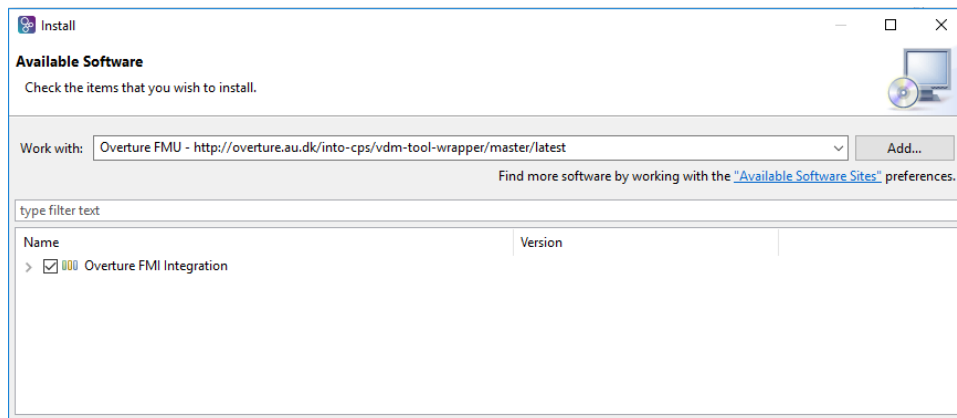 Install
Available Software
Check the items that you wish to install.
Work with: Overture FMU - http://overture.au.dk/into-cps/vdm-tool-wrapper/master/latest Add...
Find more software by working with the "Available Software Sites" preferences.
type filter text
Name Version
Overture FMI Integration